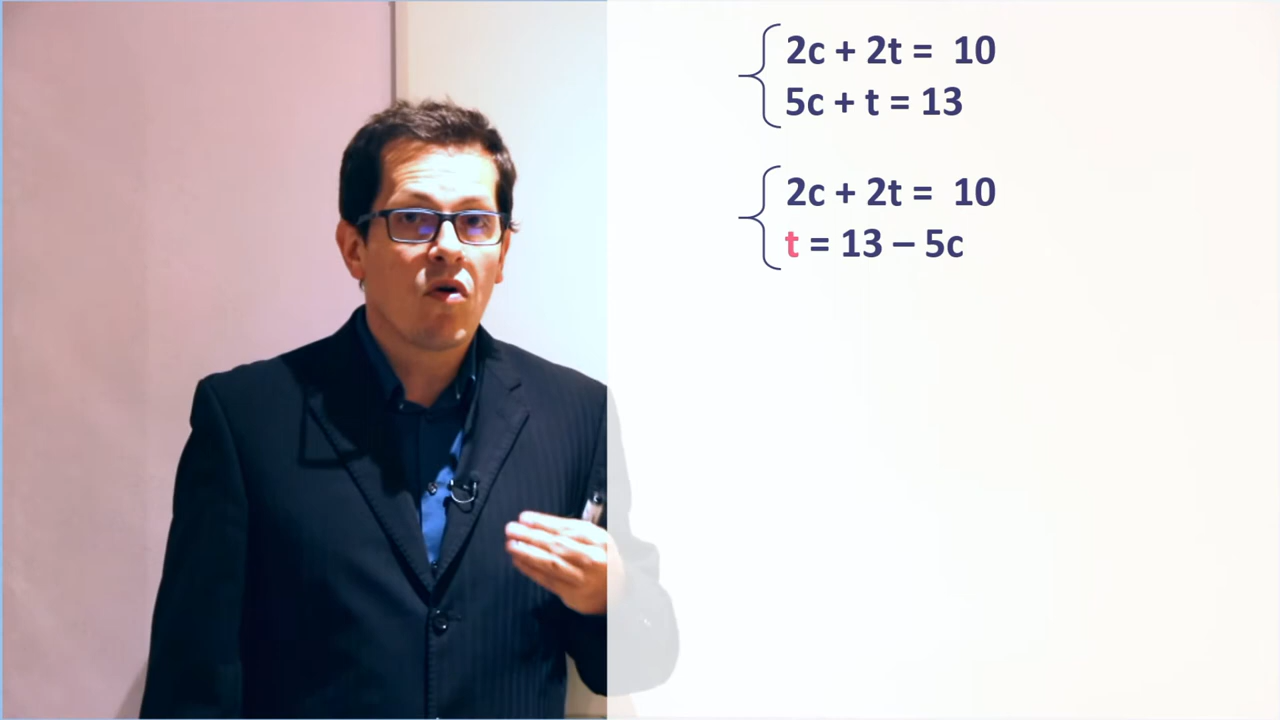 2c + 2t = 10
5c + t = 13
2c + 2t = 10
t = 13 – 5c